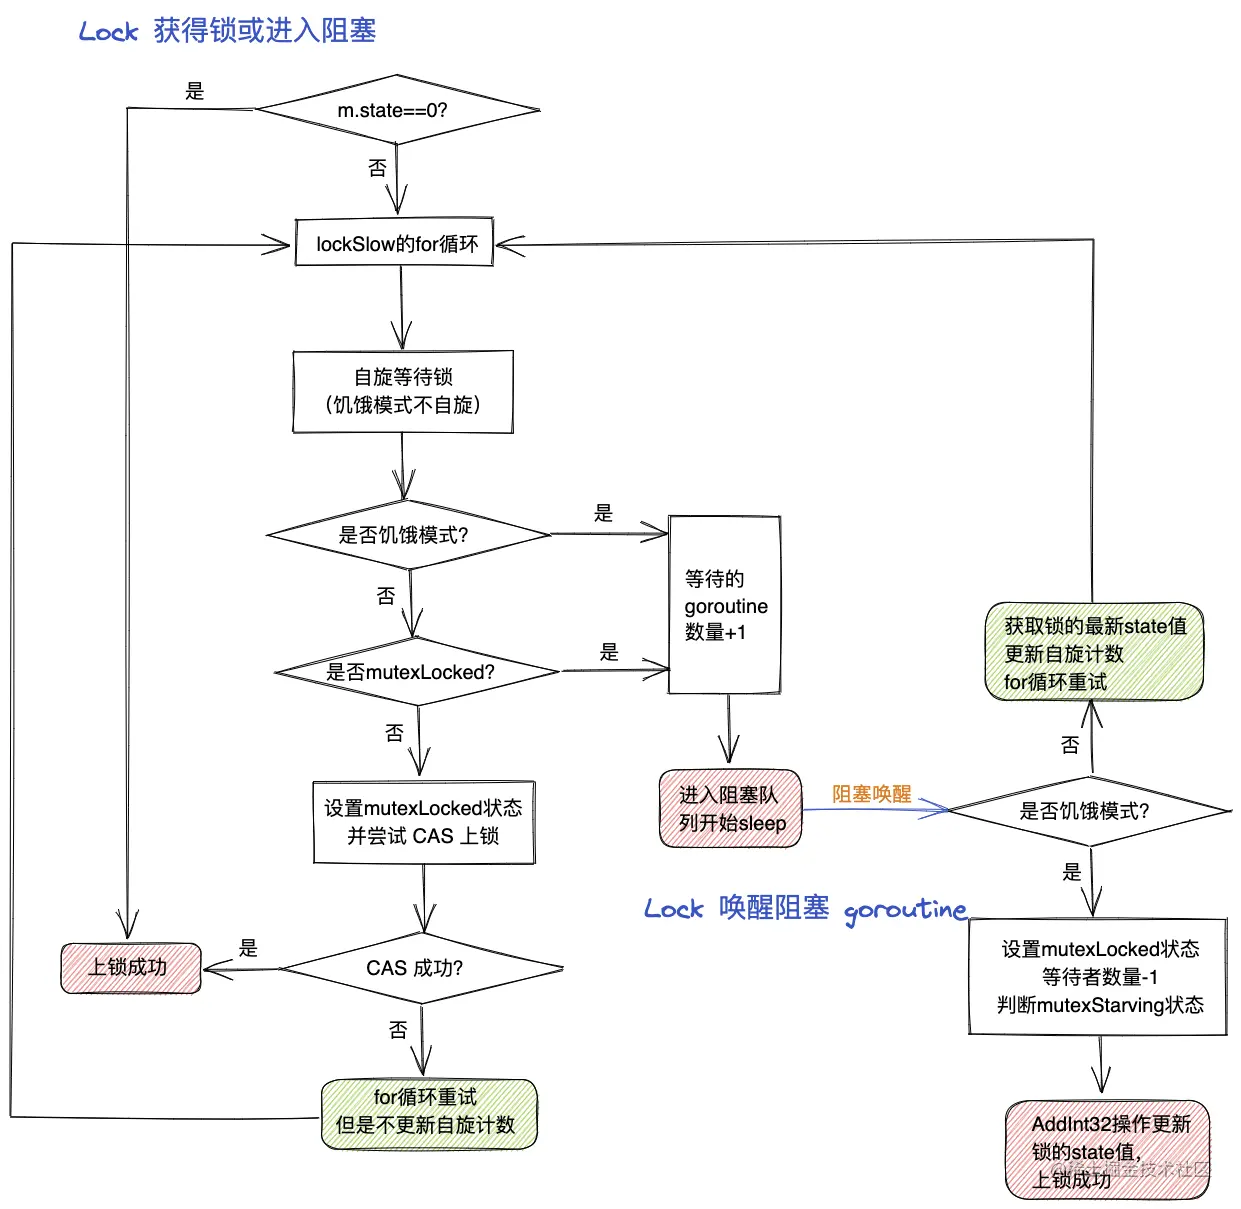 Lock 获得锁或进入阻塞
是
m.state==0?
否
lockSlow的for循环
自旋等待锁
（饥饿模式不自旋）
是否饥饿模式?
是
否
等待的
goroutine
数量+1
是否mutexLocked?
是
否
获取锁的最新state值
更新自旋计数
for循环重试
否
设置mutexLocked状态
并尝试 CAS 上锁
进入阻塞队
列开始sleep
阻塞唤醒
是否饥饿模式?
是
Lock 唤醒阻塞 goroutine
设置mutexLocked状态
等待者数量-1
判断mutexStarving状态
上锁成功
是
CAS 成功?
否
for循环重试
但是不更新自旋计数
AddInt32操作更新
锁的state值，
上锁成功
@稀土掘金技术社区